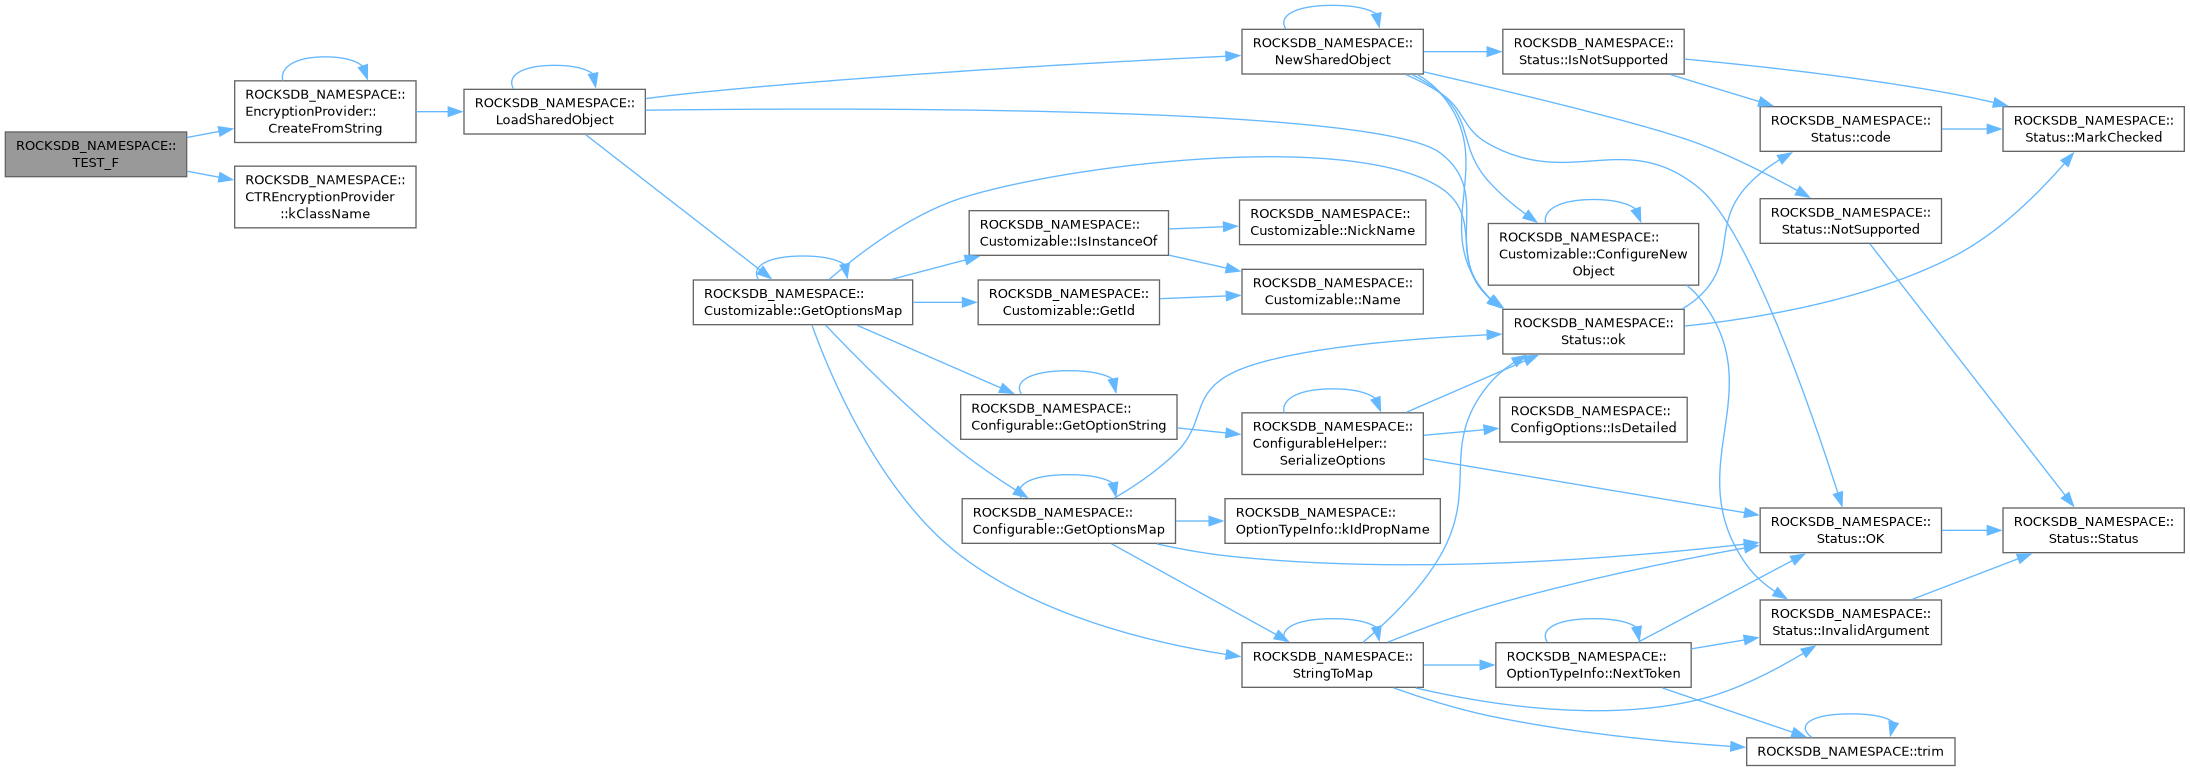 ROCKSDB_NAMESPACE::
TEST_F
ROCKSDB_NAMESPACE::
EncryptionProvider::
CreateFromString
ROCKSDB_NAMESPACE::
CTREncryptionProvider
::kClassName
ROCKSDB_NAMESPACE::
LoadSharedObject
ROCKSDB_NAMESPACE::
Customizable::GetOptionsMap
ROCKSDB_NAMESPACE::
Customizable::IsInstanceOf
ROCKSDB_NAMESPACE::
Customizable::GetId
ROCKSDB_NAMESPACE::
Configurable::GetOptionString
ROCKSDB_NAMESPACE::
Configurable::GetOptionsMap
ROCKSDB_NAMESPACE::
NewSharedObject
ROCKSDB_NAMESPACE::
Customizable::NickName
ROCKSDB_NAMESPACE::
Customizable::Name
ROCKSDB_NAMESPACE::
ConfigurableHelper::
SerializeOptions
ROCKSDB_NAMESPACE::
OptionTypeInfo::kIdPropName
ROCKSDB_NAMESPACE::
StringToMap
ROCKSDB_NAMESPACE::
Status::IsNotSupported
ROCKSDB_NAMESPACE::
Customizable::ConfigureNew
Object
ROCKSDB_NAMESPACE::
Status::ok
ROCKSDB_NAMESPACE::
ConfigOptions::IsDetailed
ROCKSDB_NAMESPACE::
OptionTypeInfo::NextToken
ROCKSDB_NAMESPACE::
Status::code
ROCKSDB_NAMESPACE::
Status::NotSupported
ROCKSDB_NAMESPACE::
Status::OK
ROCKSDB_NAMESPACE::
Status::InvalidArgument
ROCKSDB_NAMESPACE::trim
ROCKSDB_NAMESPACE::
Status::MarkChecked
ROCKSDB_NAMESPACE::
Status::Status